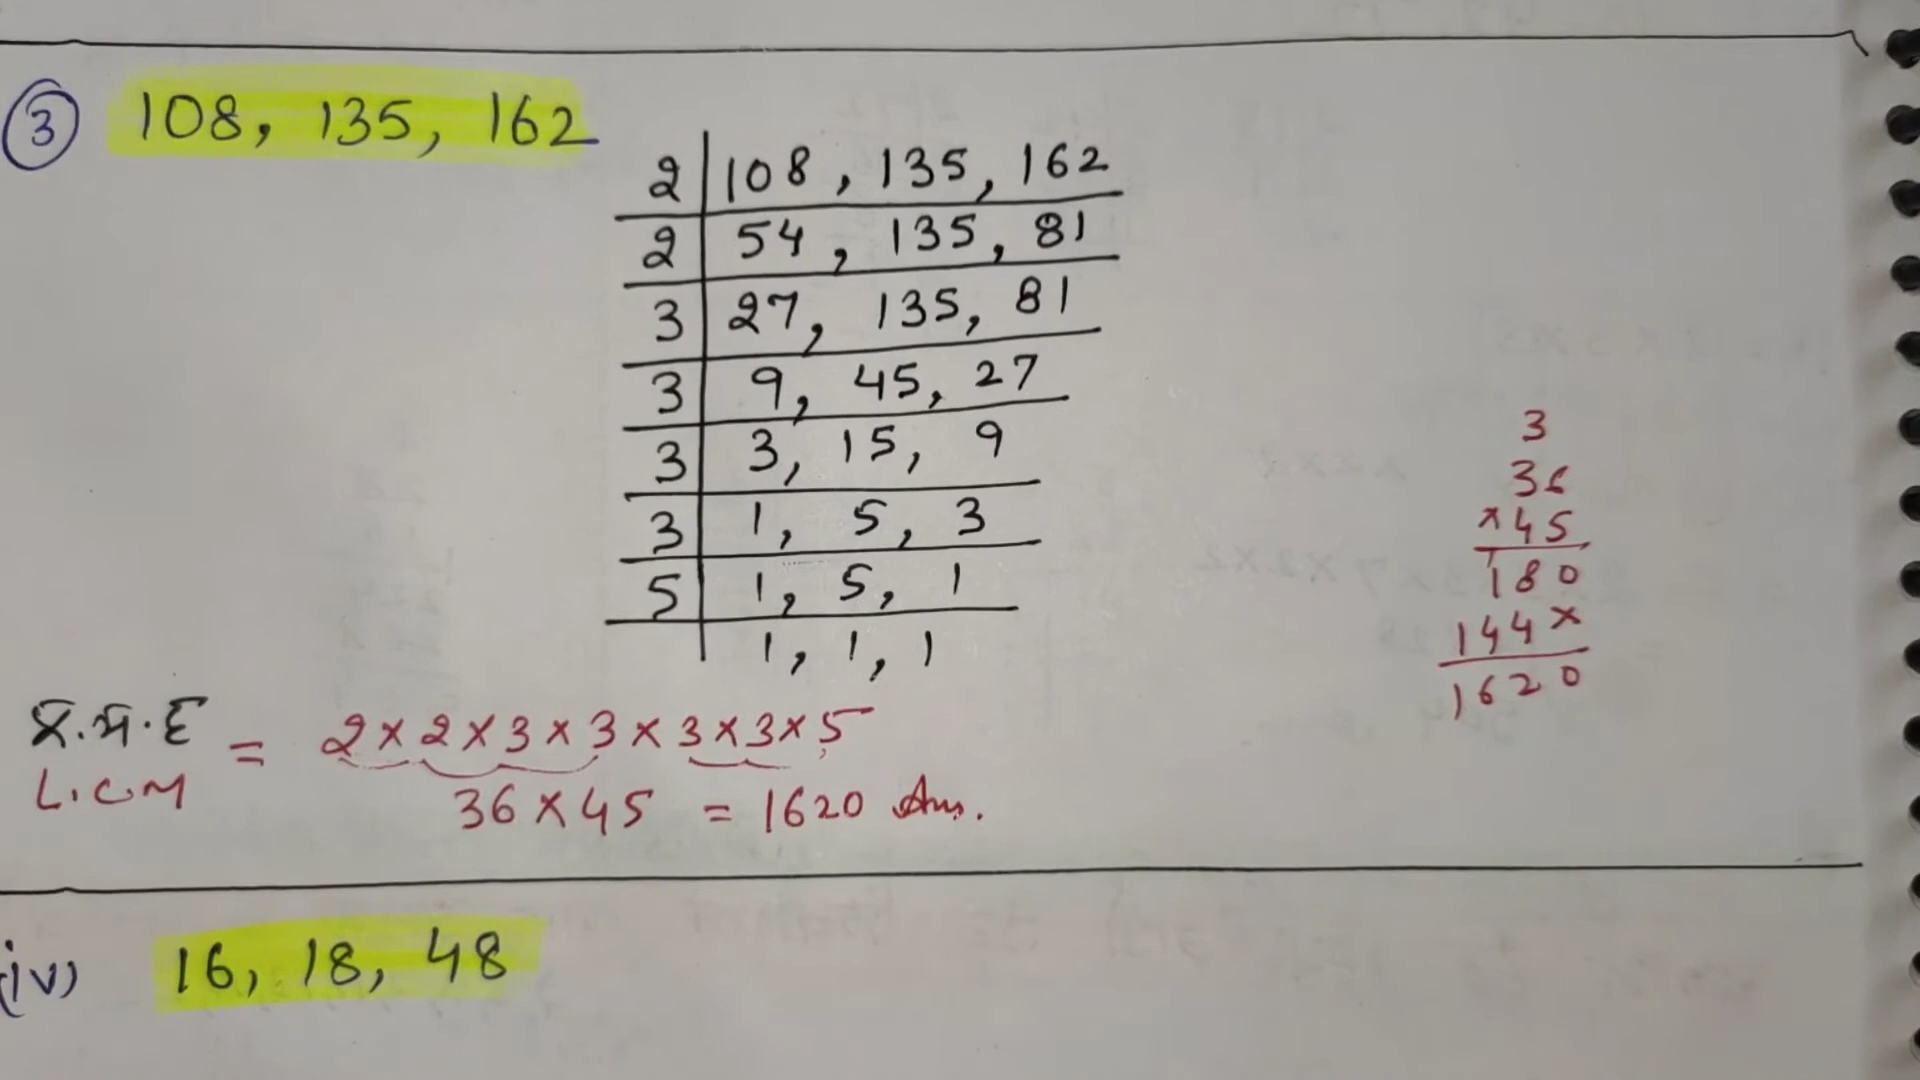 3 108, 135, 162
2 | 108, 135, 162
2 | 54, 135, 81
3 | 27, 135, 81
3 | 9, 45, 27
3 | 3, 15, 9
3 | 1, 5, 3
5 | 1, 5, 1
1, 1, 1
3
36
×45
180
144×
1620
= 2×2×3×3×3×3×5
L.C.M
36×45 = 1620 Ans.
(iv) 16, 18, 48